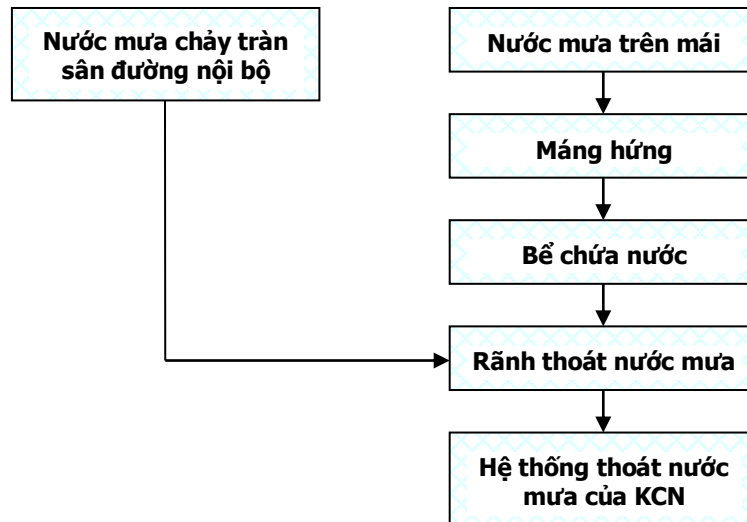 Nước mưa chảy tràn
sân đường nội bộ
Nước mưa trên mái
Máng hứng
Bể chứa nước
Rãnh thoát nước mưa
Hệ thống thoát nước
mưa của KCN